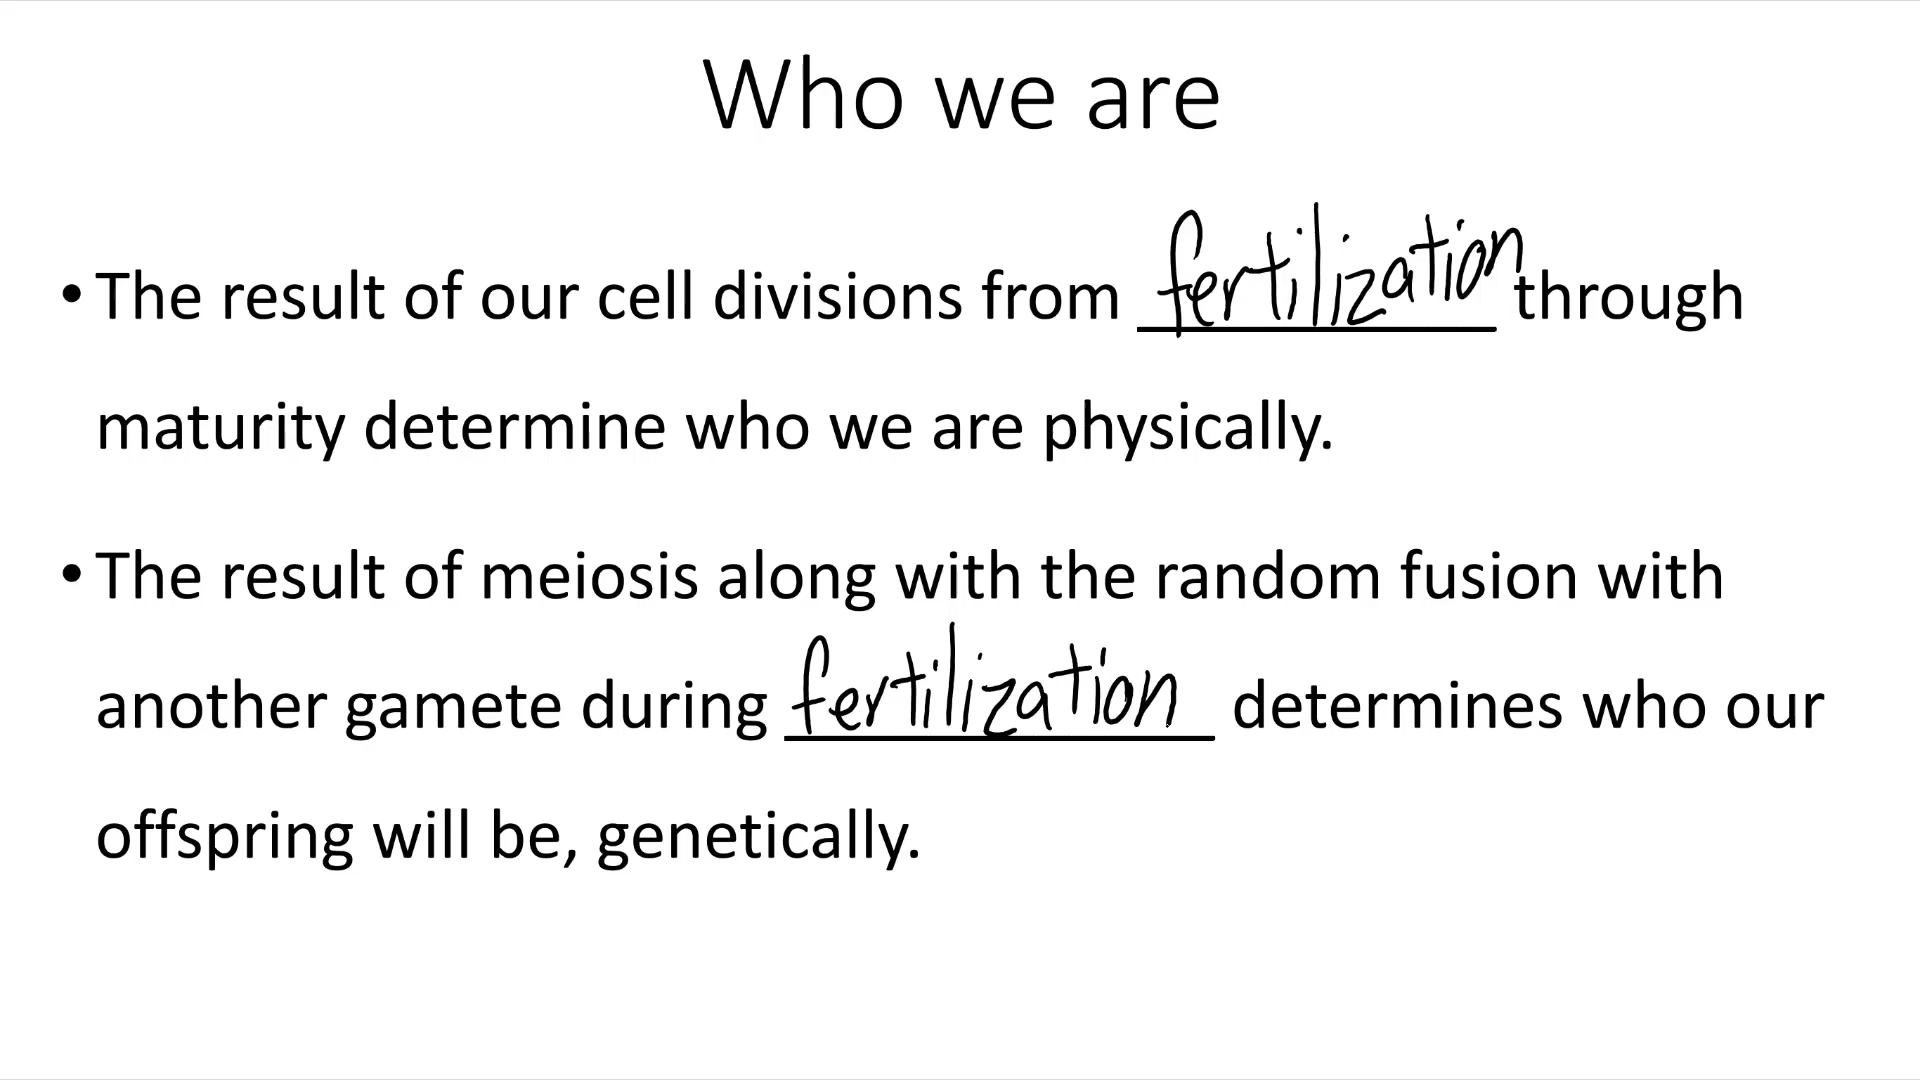 Who we are
• The result of our cell divisions from fertilization through
maturity determine who we are physically.
• The result of meiosis along with the random fusion with
another gamete during fertilization determines who our
offspring will be, genetically.